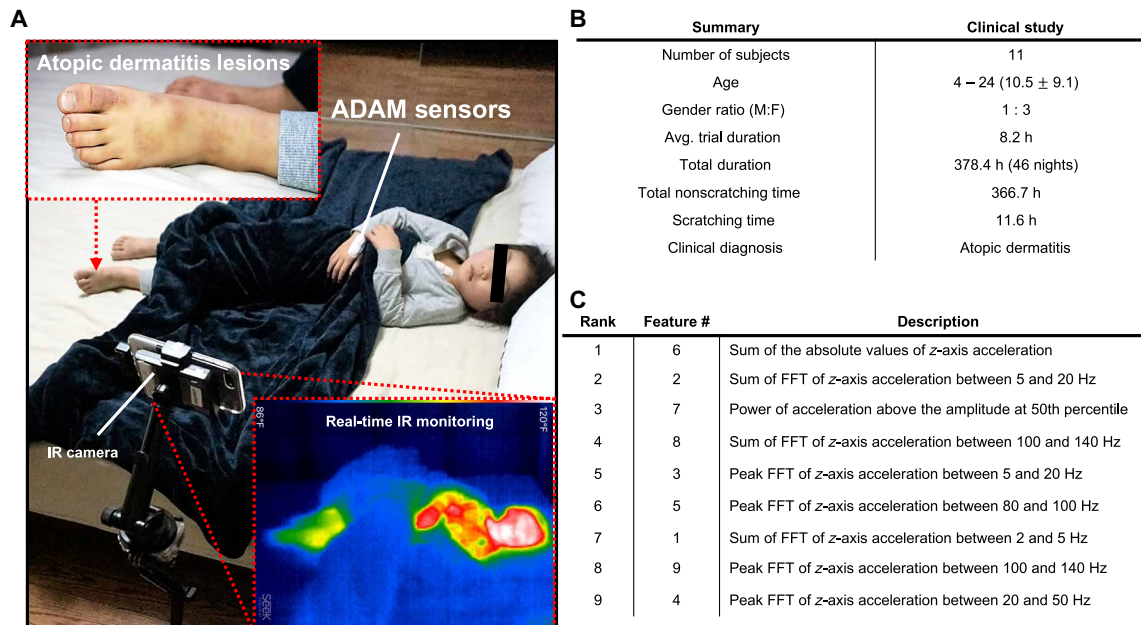 A
Atopic dermatitis lesions
ADAM sensors
IR camera
86°F
Real-time IR monitoring
120°F
Seek
B
Summary Clinical study
Number of subjects 11
Age 4 – 24 (10.5 ± 9.1)
Gender ratio (M:F) 1 : 3
Avg. trial duration 8.2 h
Total duration 378.4 h (46 nights)
Total nonscratching time 366.7 h
Scratching time 11.6 h
Clinical diagnosis Atopic dermatitis
C
Rank Feature # Description
1 6 Sum of the absolute values of z-axis acceleration
2 2 Sum of FFT of z-axis acceleration between 5 and 20 Hz
3 7 Power of acceleration above the amplitude at 50th percentile
4 8 Sum of FFT of z-axis acceleration between 100 and 140 Hz
5 3 Peak FFT of z-axis acceleration between 5 and 20 Hz
6 5 Peak FFT of z-axis acceleration between 80 and 100 Hz
7 1 Sum of FFT of z-axis acceleration between 2 and 5 Hz
8 9 Peak FFT of z-axis acceleration between 100 and 140 Hz
9 4 Peak FFT of z-axis acceleration between 20 and 50 Hz